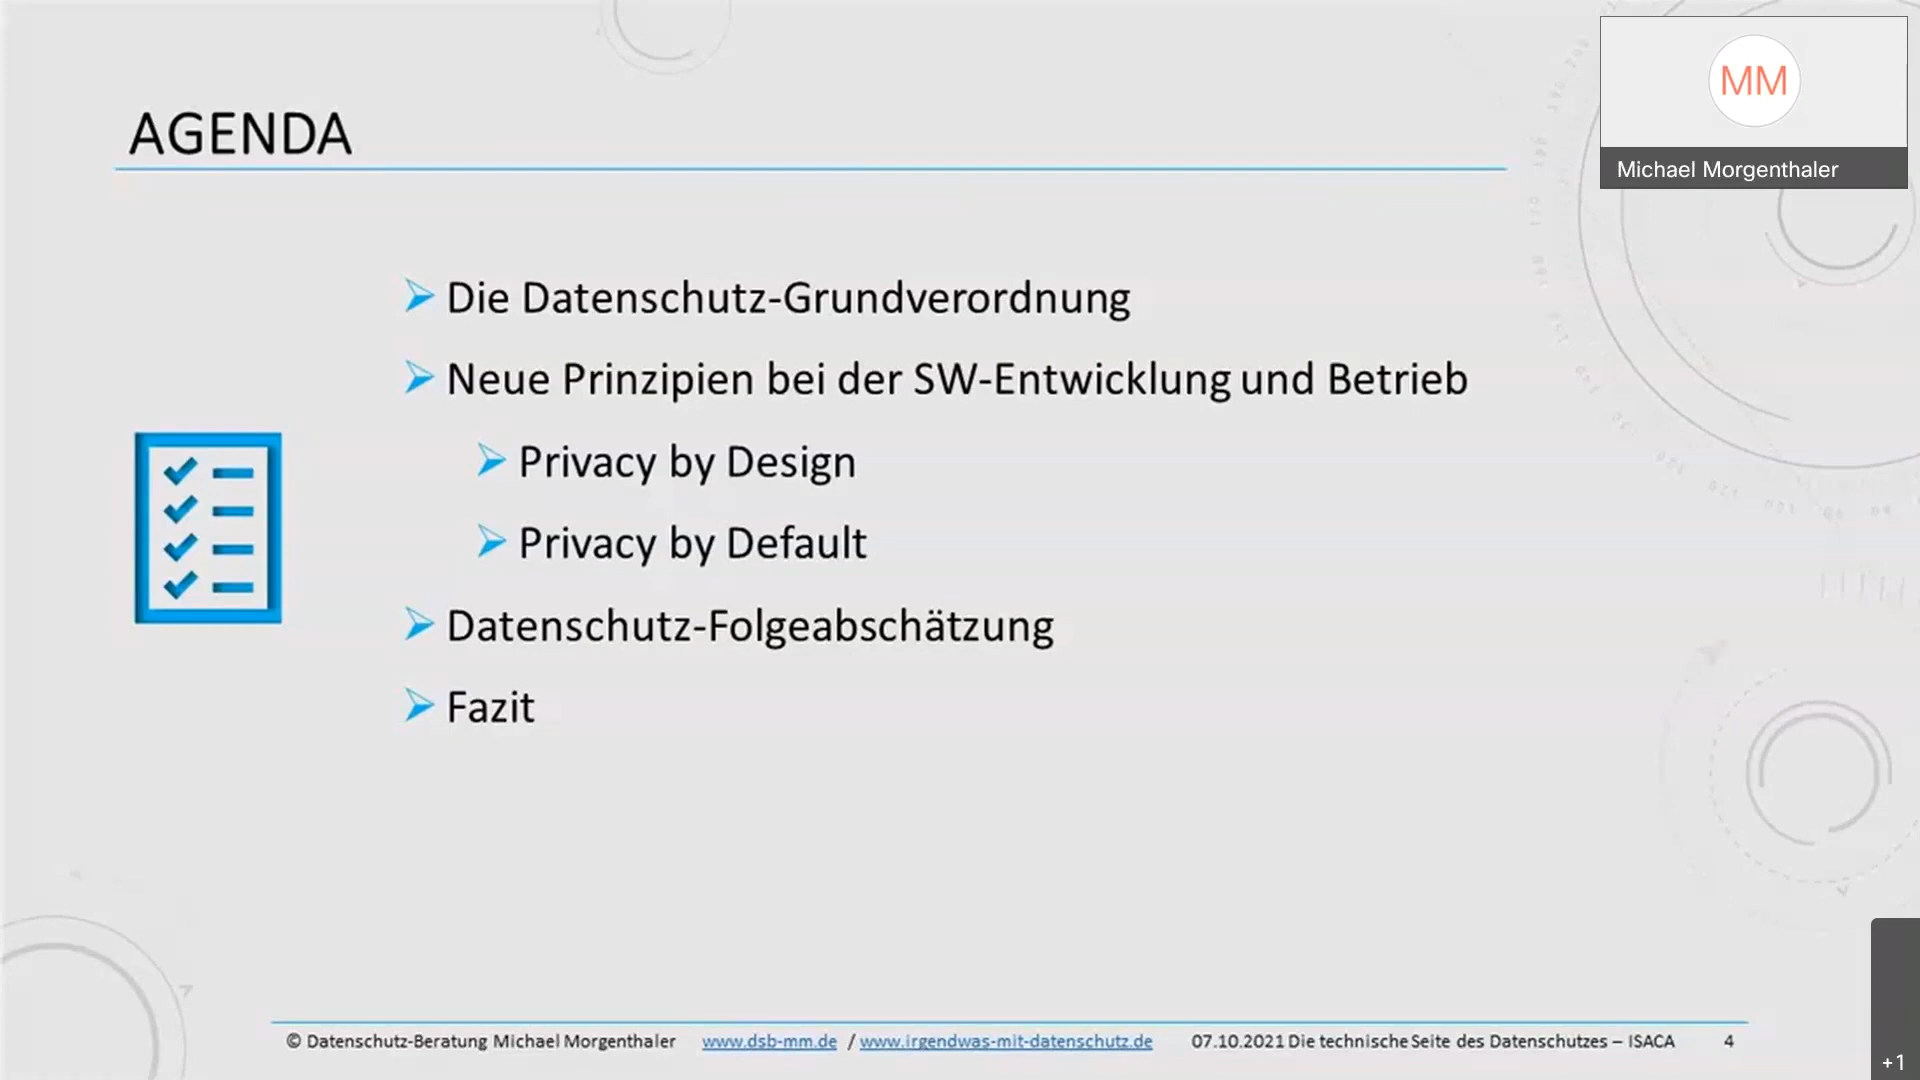 AGENDA
MM
Michael Morgenthaler
Die Datenschutz-Grundverordnung
Neue Prinzipien bei der SW-Entwicklung und Betrieb
Privacy by Design
Privacy by Default
Datenschutz-Folgeabschätzung
Fazit
© Datenschutz-Beratung Michael Morgenthaler www.dsb-mm.de / www.irgendwas-mit-datenschutz.de 07.10.2021 Die technische Seite des Datenschutzes – ISACA 4
+1